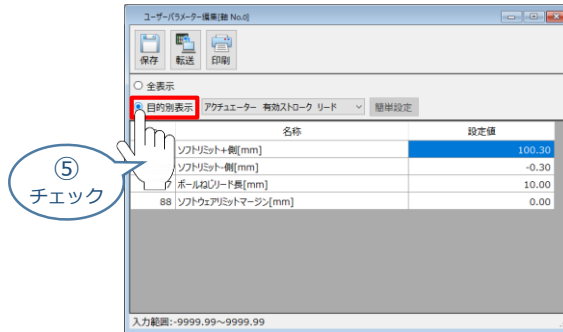 ユーザーパラメーター編集[軸 No.0]
保存 転送 印刷
全表示
目的別表示 アクチュエーター 有効ストローク リード 簡単設定
名称 設定値
ソフトリミット+側[mm] 100.30
ソフトリミット-側[mm] -0.30
7 ボールねじリード長[mm] 10.00
88 ソフトウェアリミットマージン[mm] 0.00
⑤
チェック
入力範囲:-9999.99～9999.99